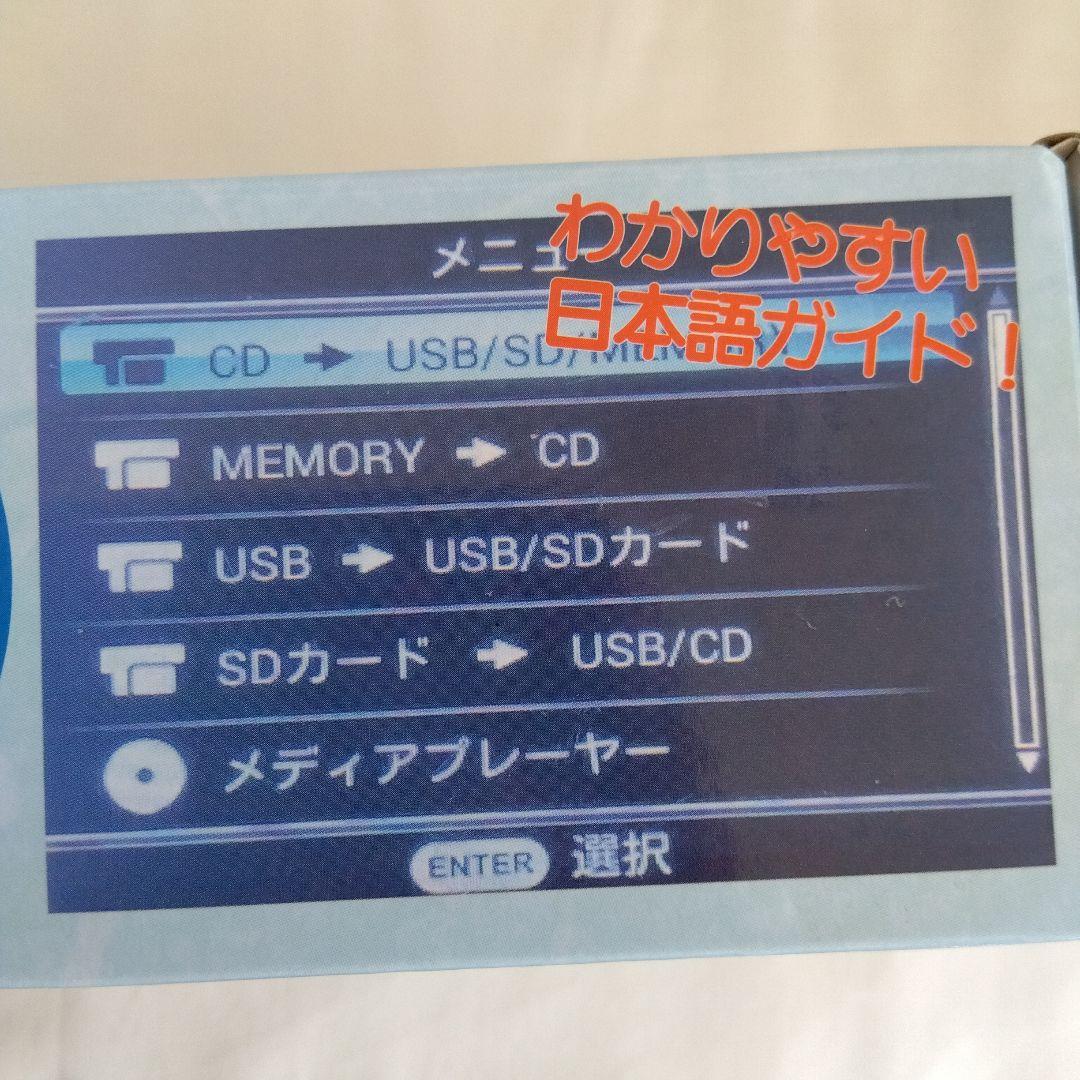 わかりやすい
日本語ガイド！
メニュー
CD → USB/SD/MEMORY
MEMORY → CD
USB → USB/SDカード
SDカード → USB/CD
メディアプレーヤー
ENTER 選択